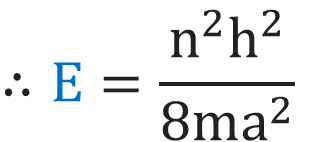 ∴ E = n²h² / 8ma²